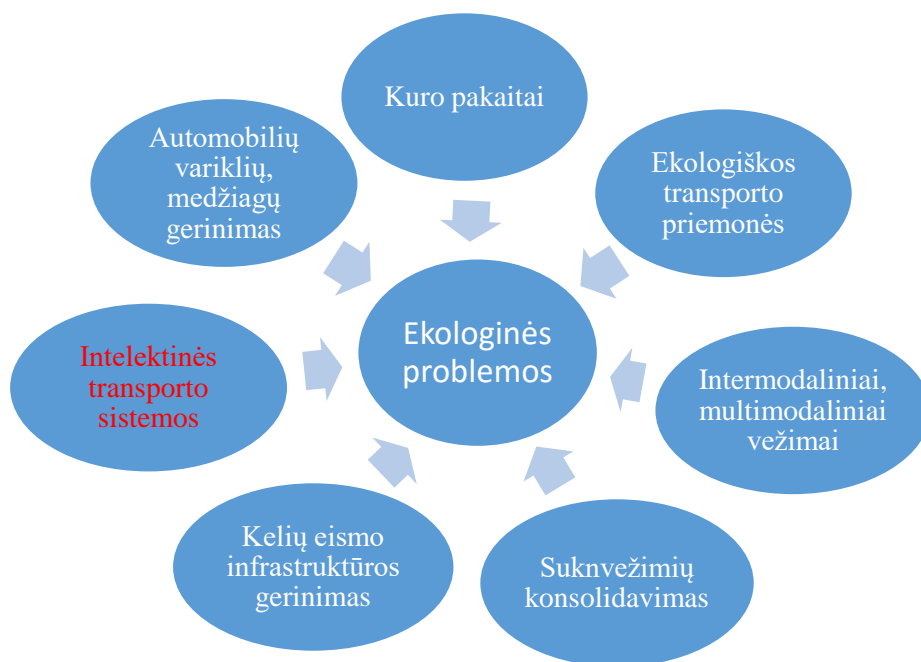 Kuro pakaitai
Automobilių
variklių,
medžiagų
gerinimas
Ekologiškos
transporto
priemonės
Ekologinės
problemos
Intelektinės
transporto
sistemos
Intermodaliniai,
multimodaliniai
vežimai
Kelių eismo
infrastruktūros
gerinimas
Suknvežimių
konsolidavimas